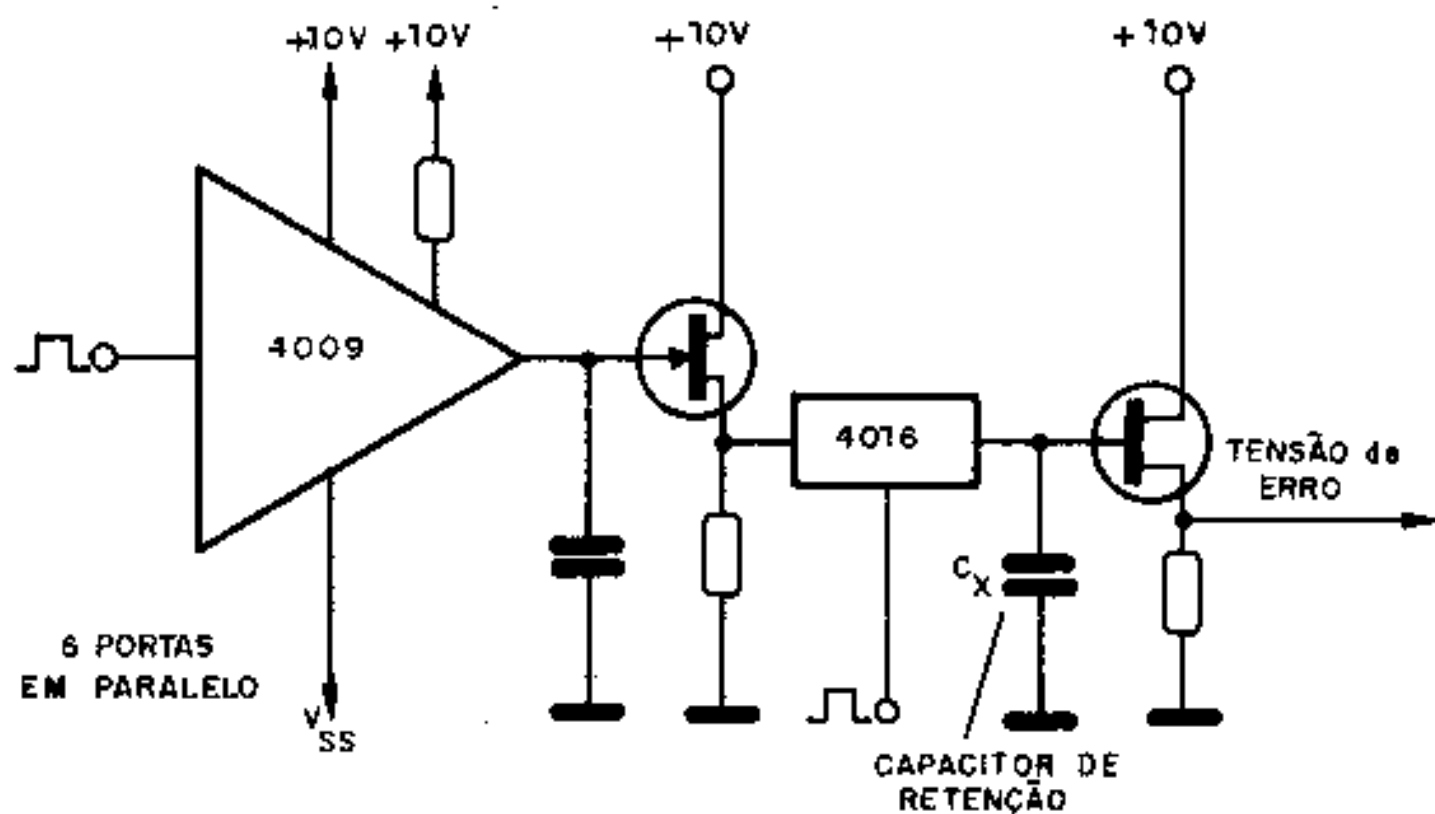 +10V +10V
+10V
+10V
4009
4016
TENSÃO de
ERRO
Cx
6 PORTAS
EM PARALELO
VSS
CAPACITOR DE
RETENÇÃO